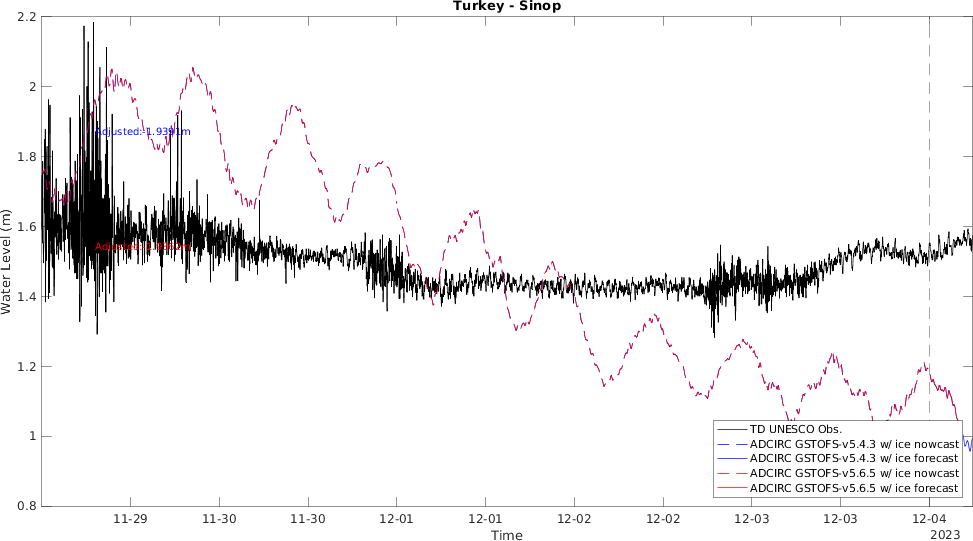 Turkey - Sinop
Water Level (m)
2.2
2
1.8
1.6
1.4
1.2
1
0.8
Adjusted:-1.9391m
Adjusted:
TD UNESCO Obs.
ADCIRC GSTOFS-v5.4.3 w/ ice nowcast
ADCIRC GSTOFS-v5.4.3 w/ ice forecast
ADCIRC GSTOFS-v5.6.5 w/ ice nowcast
ADCIRC GSTOFS-v5.6.5 w/ ice forecast
11-29 11-30 11-30 12-01 12-01 12-02 12-02 12-03 12-03 12-04
Time
2023